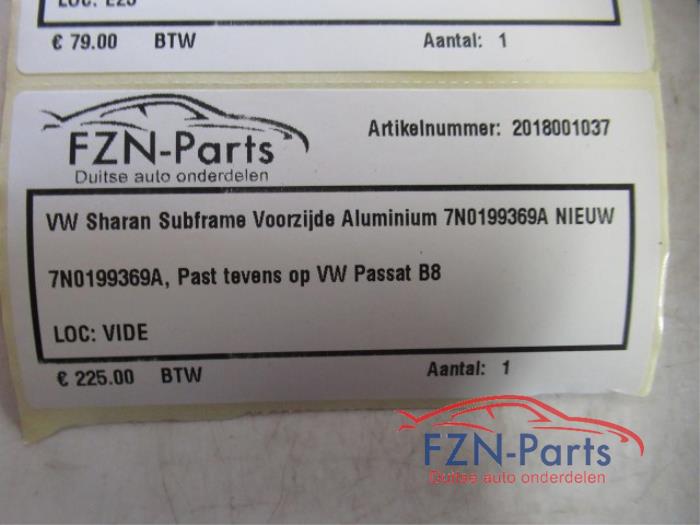 LOC: E25
€ 79.00 BTW Aantal: 1
FZN-Parts
Duitse auto onderdelen
Artikelnummer: 2018001037
VW Sharan Subframe Voorzijde Aluminium 7N0199369A NIEUW
7N0199369A, Past tevens op VW Passat B8
LOC: VIDE
€ 225.00 BTW Aantal: 1
FZN-Parts
Duitse auto onderdelen